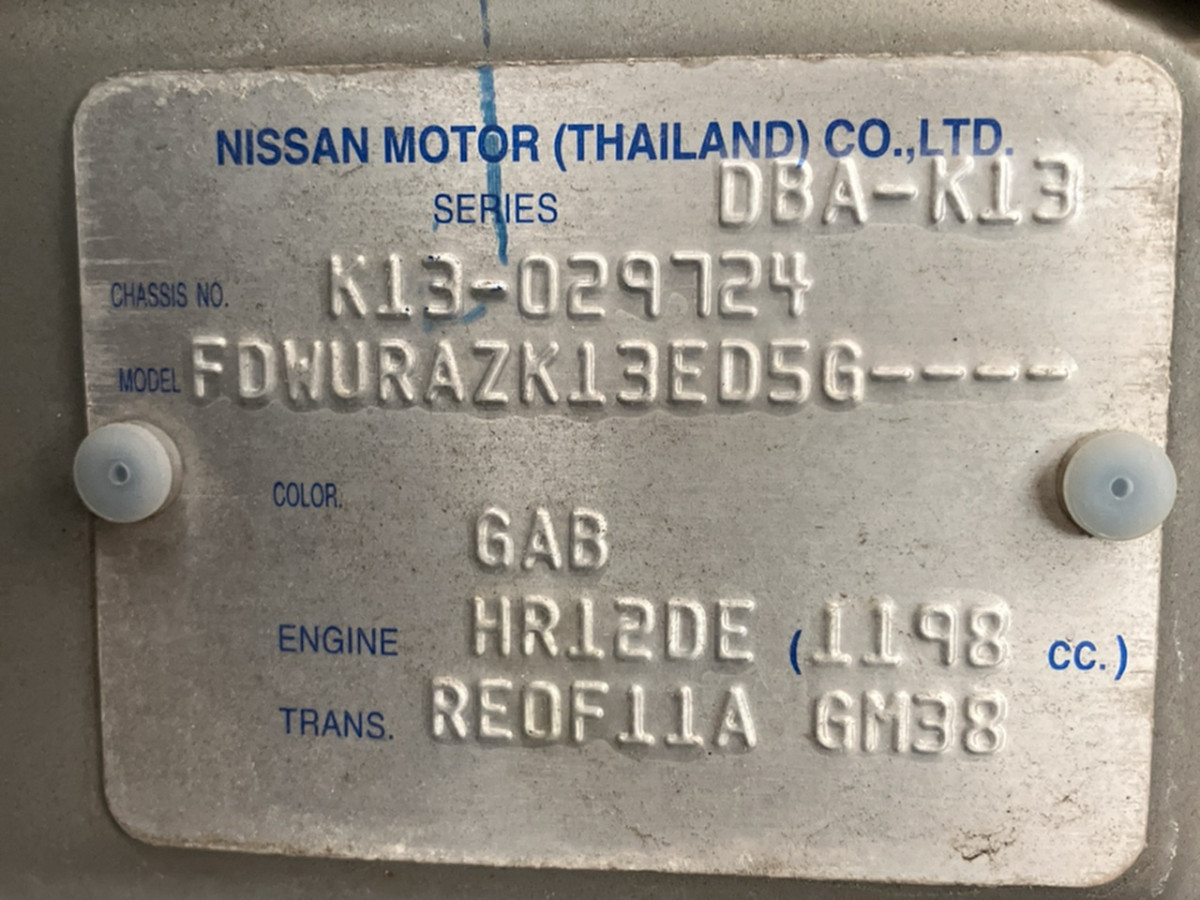 NISSAN MOTOR (THAILAND) CO.,LTD.
SERIES DBA-K13
CHASSIS NO. K13-029724
MODEL FDWURAZK13ED5G----
COLOR.
GAB
ENGINE HR12DE (1198 CC.)
TRANS. RE0F11A GM38